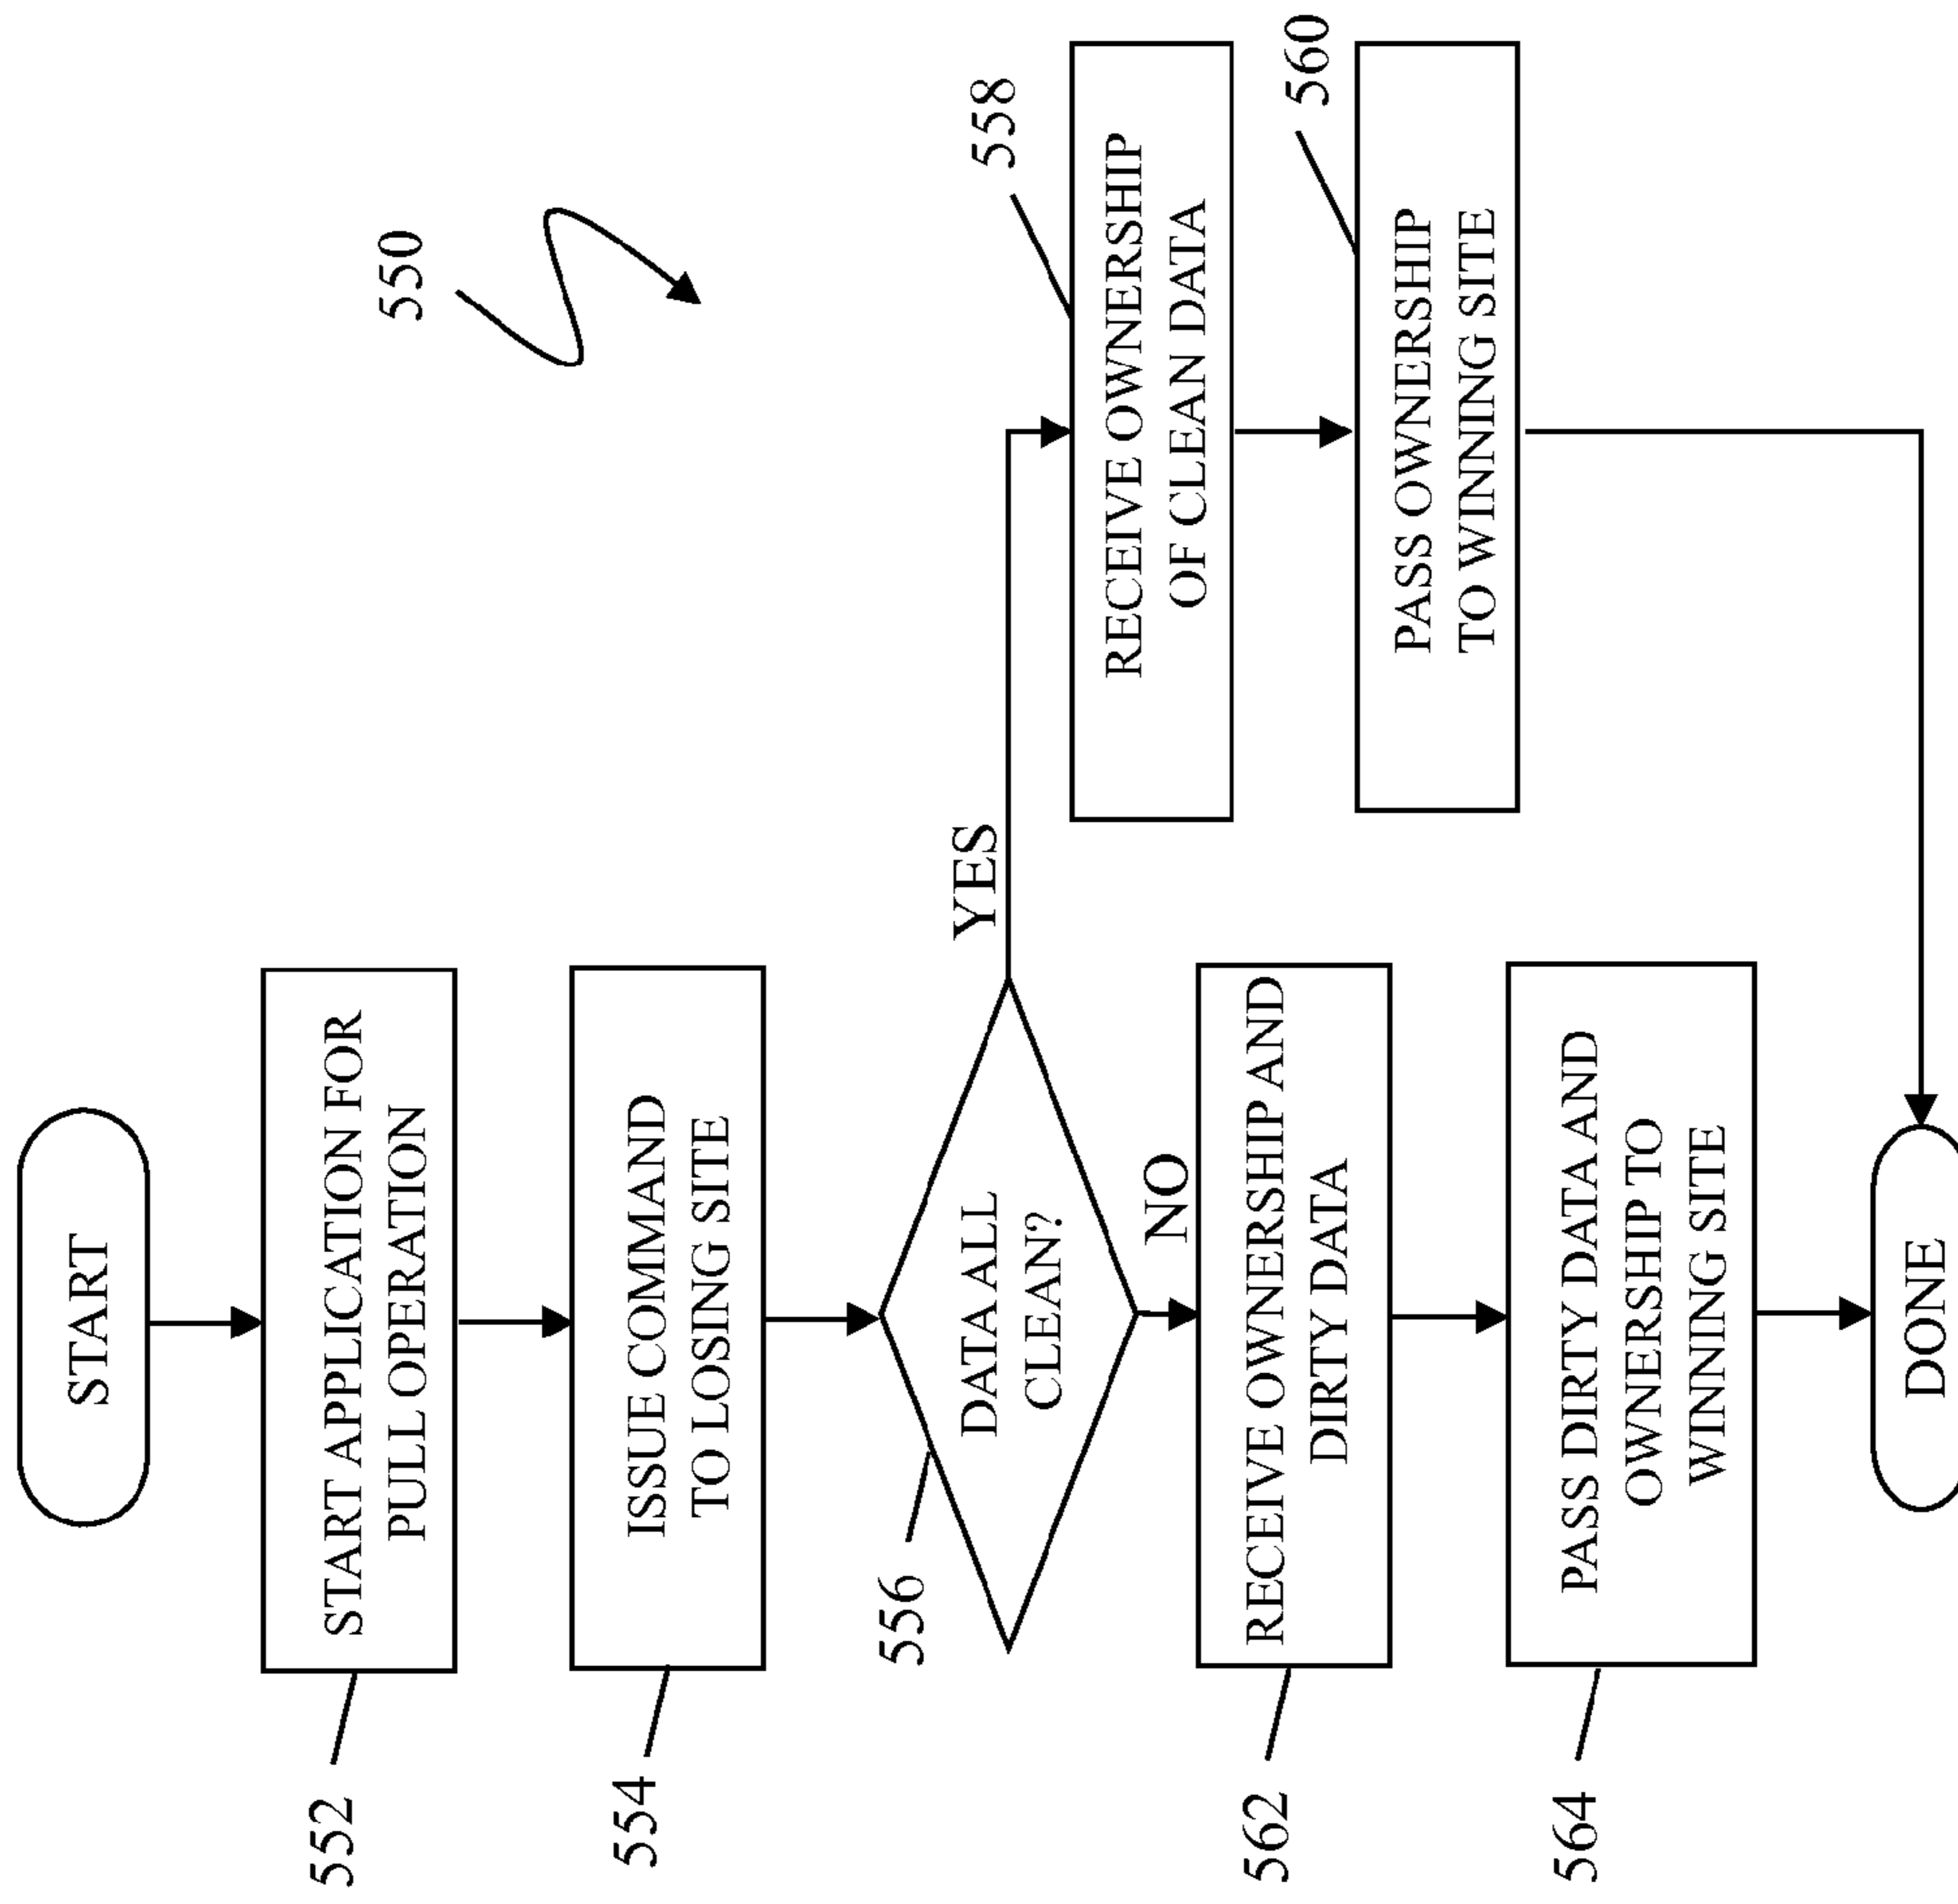 START
550
552
START APPLICATION FOR
PULL OPERATION
554
ISSUE COMMAND
TO LOSING SITE
556
DATA ALL
CLEAN?
YES
NO
558
RECEIVE OWNERSHIP
OF CLEAN DATA
560
PASS OWNERSHIP
TO WINNING SITE
562
RECEIVE OWNERSHIP AND
DIRTY DATA
564
PASS DIRTY DATA AND
OWNERSHIP TO
WINNING SITE
DONE